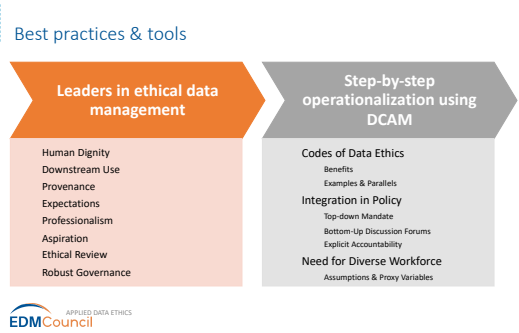 Best practices & tools
Leaders in ethical data
management
Human Dignity
Downstream Use
Provenance
Expectations
Professionalism
Aspiration
Ethical Review
Robust Governance
Step-by-step
operationalization using
DCAM
Codes of Data Ethics
Benefits
Examples & Parallels
Integration in Policy
Top-down Mandate
Bottom-Up Discussion Forums
Explicit Accountability
Need for Diverse Workforce
Assumptions & Proxy Variables
EDMCouncil
APPLIED DATA ETHICS